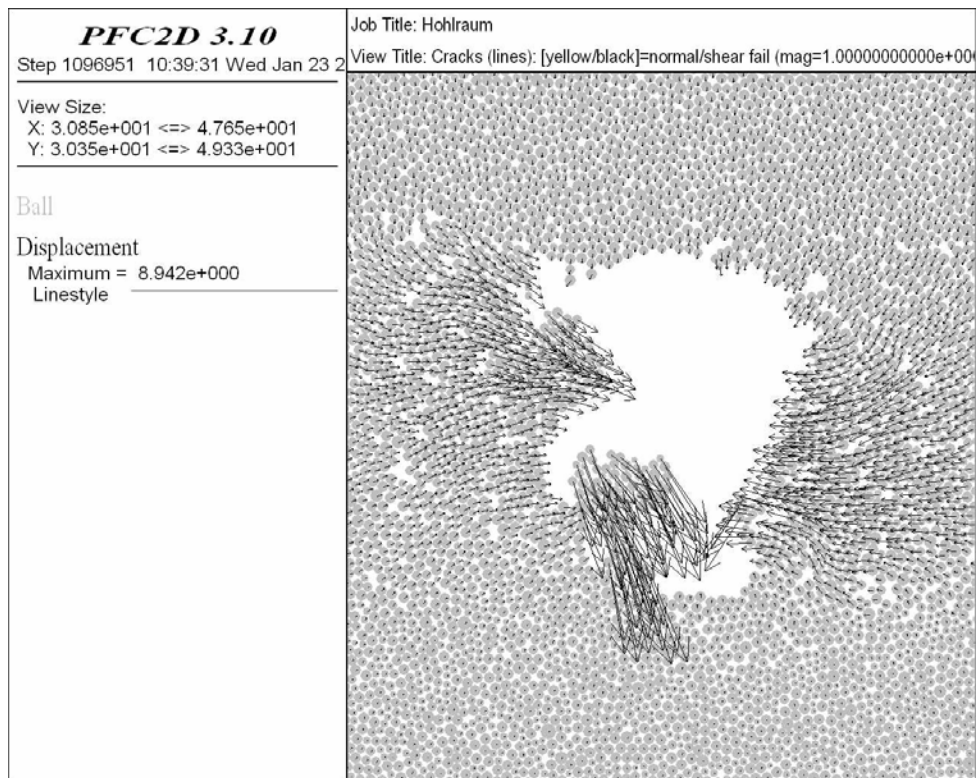 PFC2D 3.10
Step 1096951 10:39:31 Wed Jan 23 2
View Size:
X: 3.085e+001 <=> 4.765e+001
Y: 3.035e+001 <=> 4.933e+001
Ball
Displacement
Maximum = 8.942e+000
Linestyle
Job Title: Hohlraum
View Title: Cracks (lines): [yellow/black]=normal/shear fail (mag=1.00000000000e+00